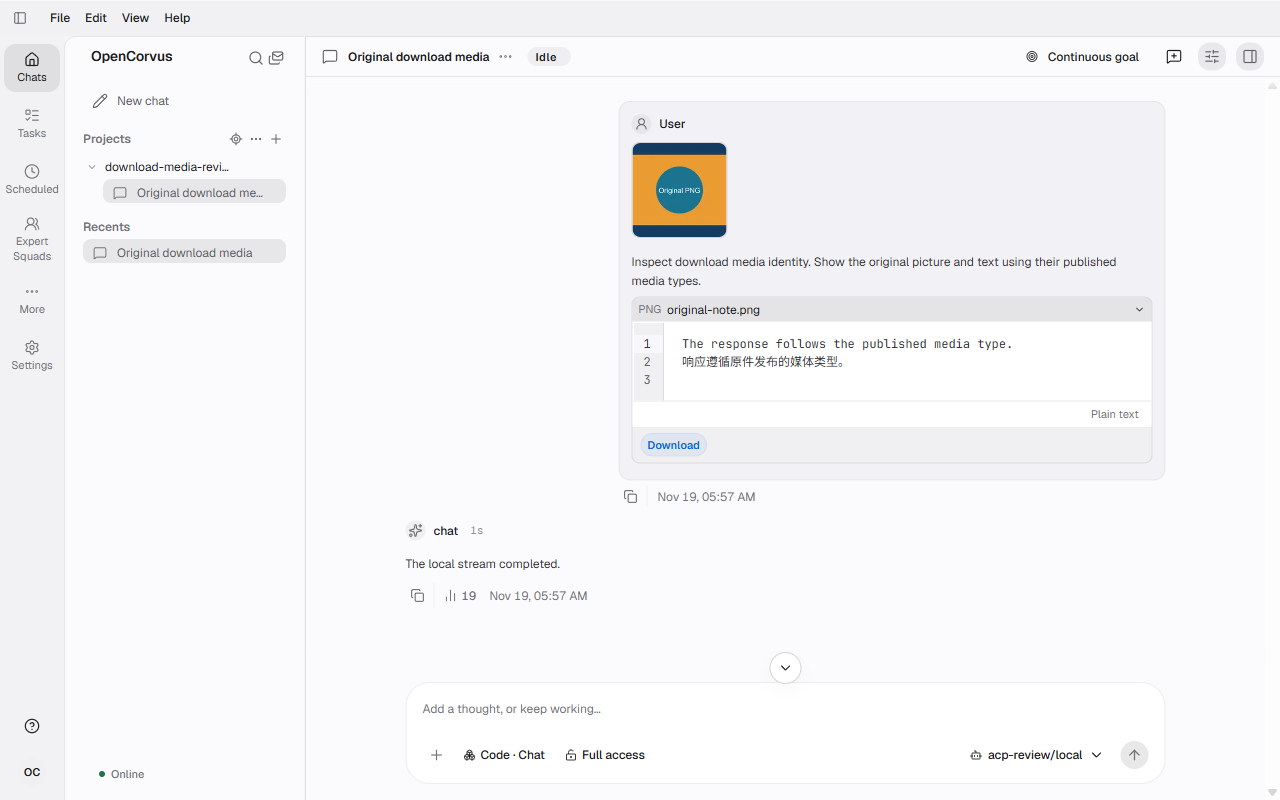 File Edit View Help
OpenCorvus
Original download media ··· Idle
Continuous goal
Chats
New chat
Tasks
Projects
download-media-revi…
Scheduled
Original download me…
Expert
Squads
Recents
Original download media
More
Settings
User
Original PNG
Inspect download media identity. Show the original picture and text using their published
media types.
PNG original-note.png
1 The response follows the published media type.
2 响应遵循原件发布的媒体类型。
3
Plain text
Download
Nov 19, 05:57 AM
chat 1s
The local stream completed.
19 Nov 19, 05:57 AM
Add a thought, or keep working…
Code · Chat Full access acp-review/local
OC
Online